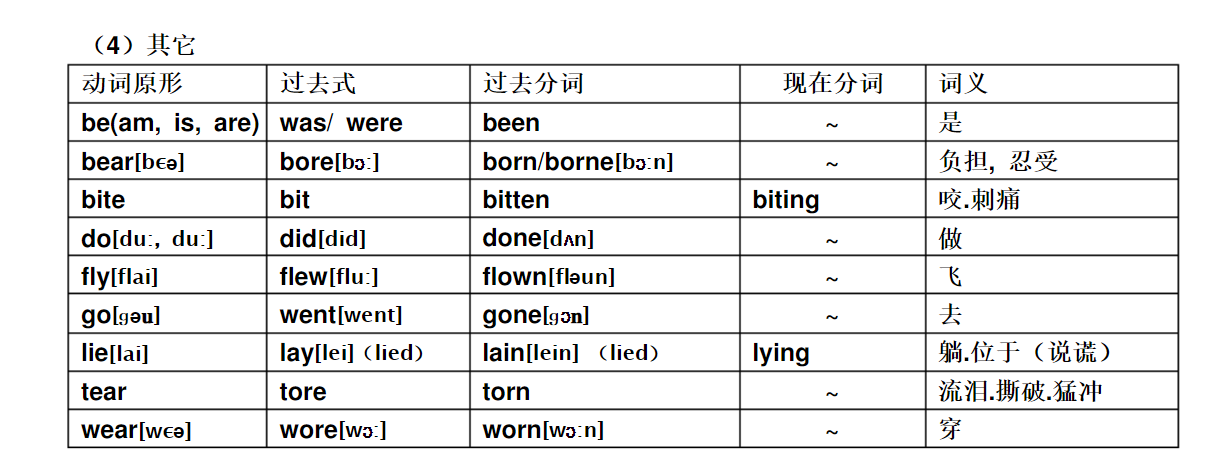 （4）其它
动词原形 过去式 过去分词 现在分词 词义
be(am, is, are) was/ were been ~ 是
bear[bєə] bore[bɔː] born/borne[bɔːn] ~ 负担, 忍受
bite bit bitten biting 咬.刺痛
do[duː, duː] did[did] done[dʌn] ~ 做
fly[flai] flew[fluː] flown[fləun] ~ 飞
go[gəu] went[went] gone[gɔn] ~ 去
lie[lai] lay[lei]（lied） lain[lein] （lied） lying 躺.位于（说谎）
tear tore torn ~ 流泪.撕破.猛冲
wear[wєə] wore[wɔː] worn[wɔːn] ~ 穿